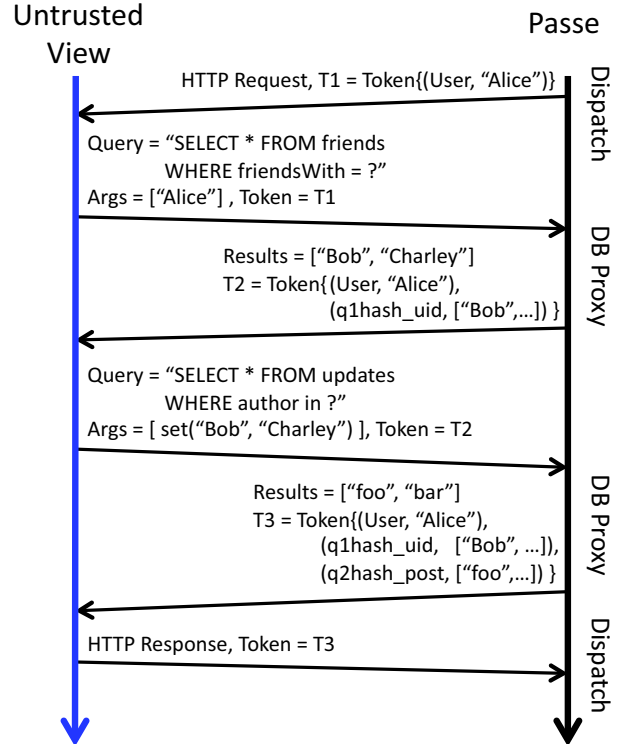 Untrusted
View
Passe
HTTP Request, T1 = Token{(User, “Alice”)}
Dispatch
Query = “SELECT * FROM friends
WHERE friendsWith = ?”
Args = [“Alice”] , Token = T1
DB Proxy
Results = [“Bob”, “Charley”]
T2 = Token{(User, “Alice”),
(q1hash_uid, [“Bob”,...]) }
Query = “SELECT * FROM updates
WHERE author in ?”
Args = [ set(“Bob”, “Charley”) ], Token = T2
DB Proxy
Results = [“foo”, “bar”]
T3 = Token{(User, “Alice”),
(q1hash_uid, [“Bob”, ...]),
(q2hash_post, [“foo”,...]) }
HTTP Response, Token = T3
Dispatch